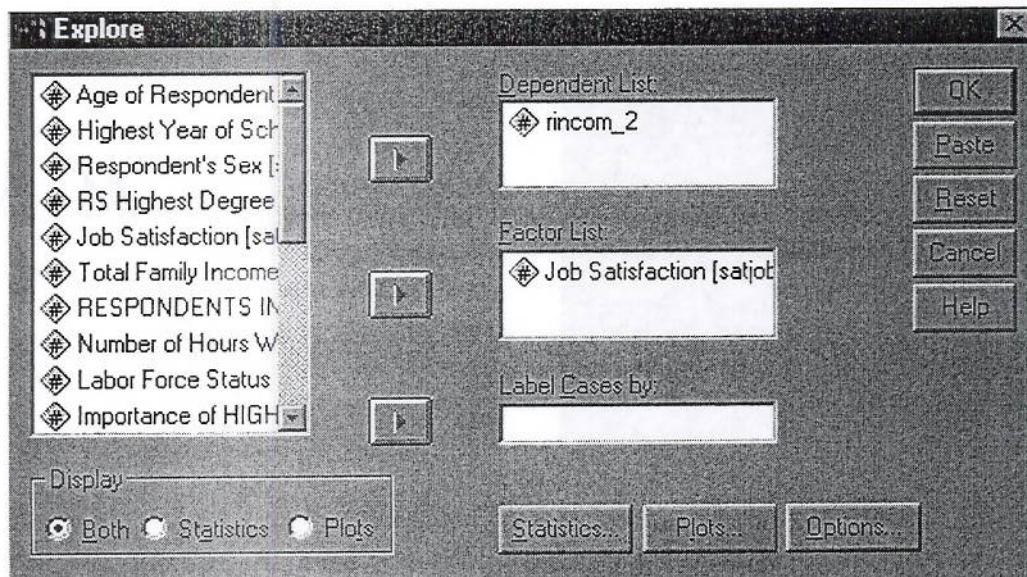 Explore
Age of Respondent
Highest Year of Sch
Respondent's Sex [s
RS Highest Degree
Job Satisfaction [sat
Total Family Income
RESPONDENTS IN
Number of Hours W
Labor Force Status
Importance of HIGH
Dependent List:
rincom_2
Factor List:
Job Satisfaction [satjob
Label Cases by:
OK
Paste
Reset
Cancel
Help
Display
Both Statistics Plots
Statistics... Plots... Options...